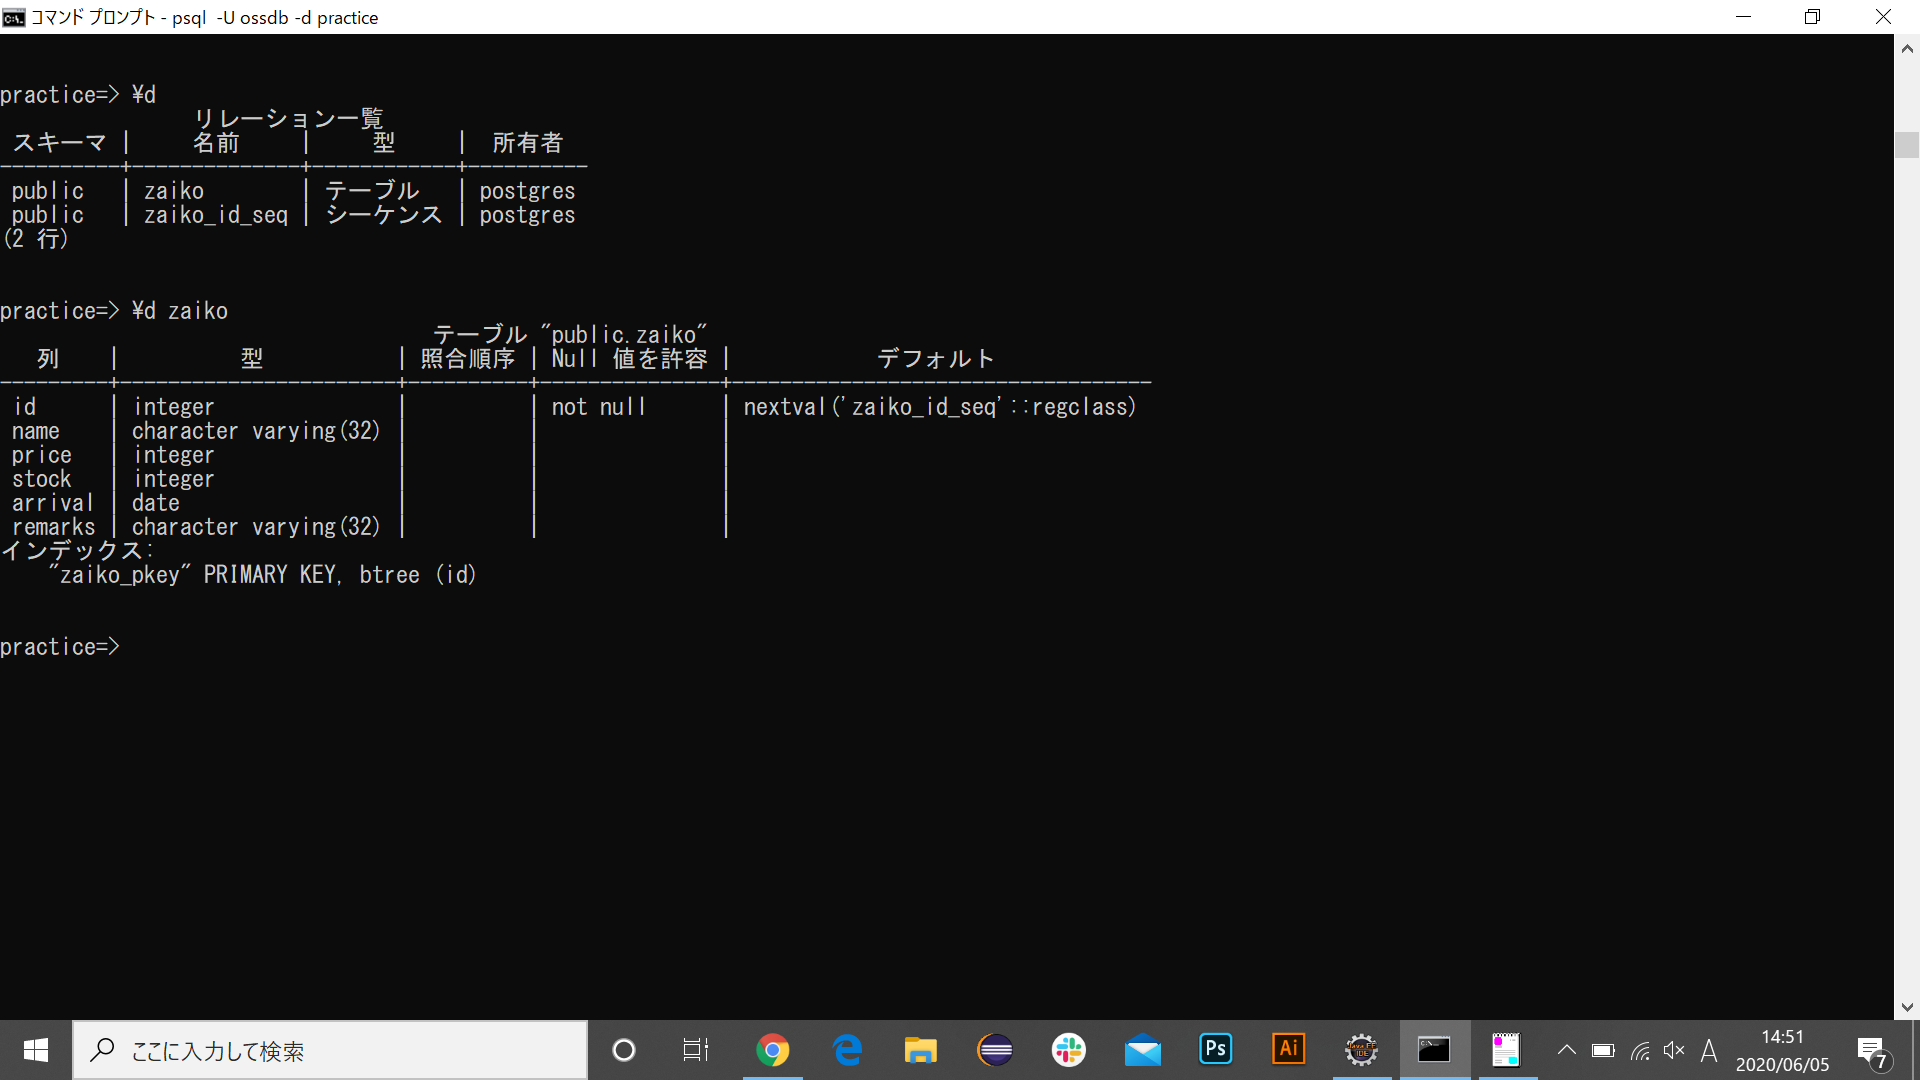 コマンド プロンプト - psql  -U ossdb -d practice
practice=> ¥d
リレーション一覧
スキーマ |     名前     |     型     |  所有者
----------+--------------+------------+----------
public   | zaiko        | テーブル   | postgres
public   | zaiko_id_seq | シーケンス | postgres
(2 行)
practice=> ¥d zaiko
テーブル "public.zaiko"
列    |          型           | 照合順序 | Null 値を許容 |            デフォルト
---------+-----------------------+----------+---------------+-----------------------------------
id      | integer               |          | not null      | nextval('zaiko_id_seq'::regclass)
name    | character varying(32) |          |               |
price   | integer               |          |               |
stock   | integer               |          |               |
arrival | date                  |          |               |
remarks | character varying(32) |          |               |
インデックス:
"zaiko_pkey" PRIMARY KEY, btree (id)
practice=>
ここに入力して検索
Ps
Ai
Java EE
IDE
A
14:51
2020/06/05
7